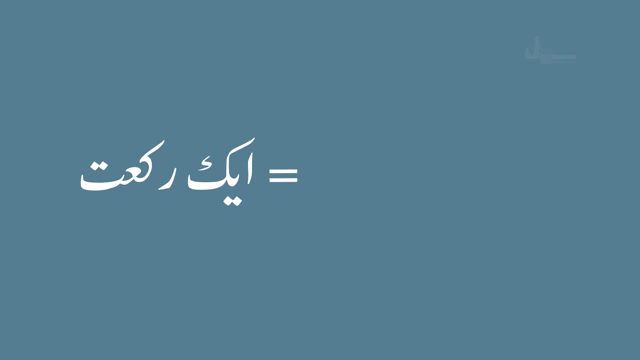 = ایک رکعت